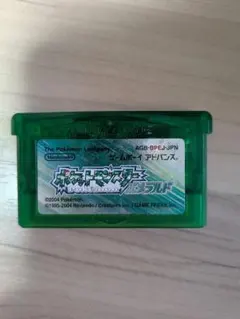 The Pokémon Company
AGB-BPEJ-JPN
Nintendo
ゲームボーイ アドバンス
ポケットモンスター
エメラルド
©2004 Pokémon.
©1995-2004 Nintendo/Creatures inc./GAME FREAK inc.